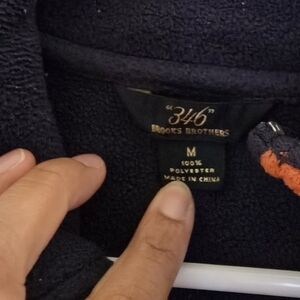 "346"
BROOKS BROTHERS
M
100%
POLYESTER
MADE IN CHINA